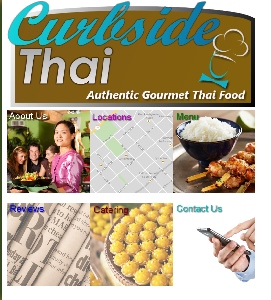 Curbside
Thai
Authentic Gourmet Thai Food
About Us
Locations
Menu
Reviews
Catering
Contact Us